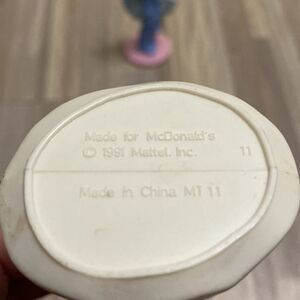 Made for McDonald's
© 1991 Mattel, Inc. 11
Made in China MT 11